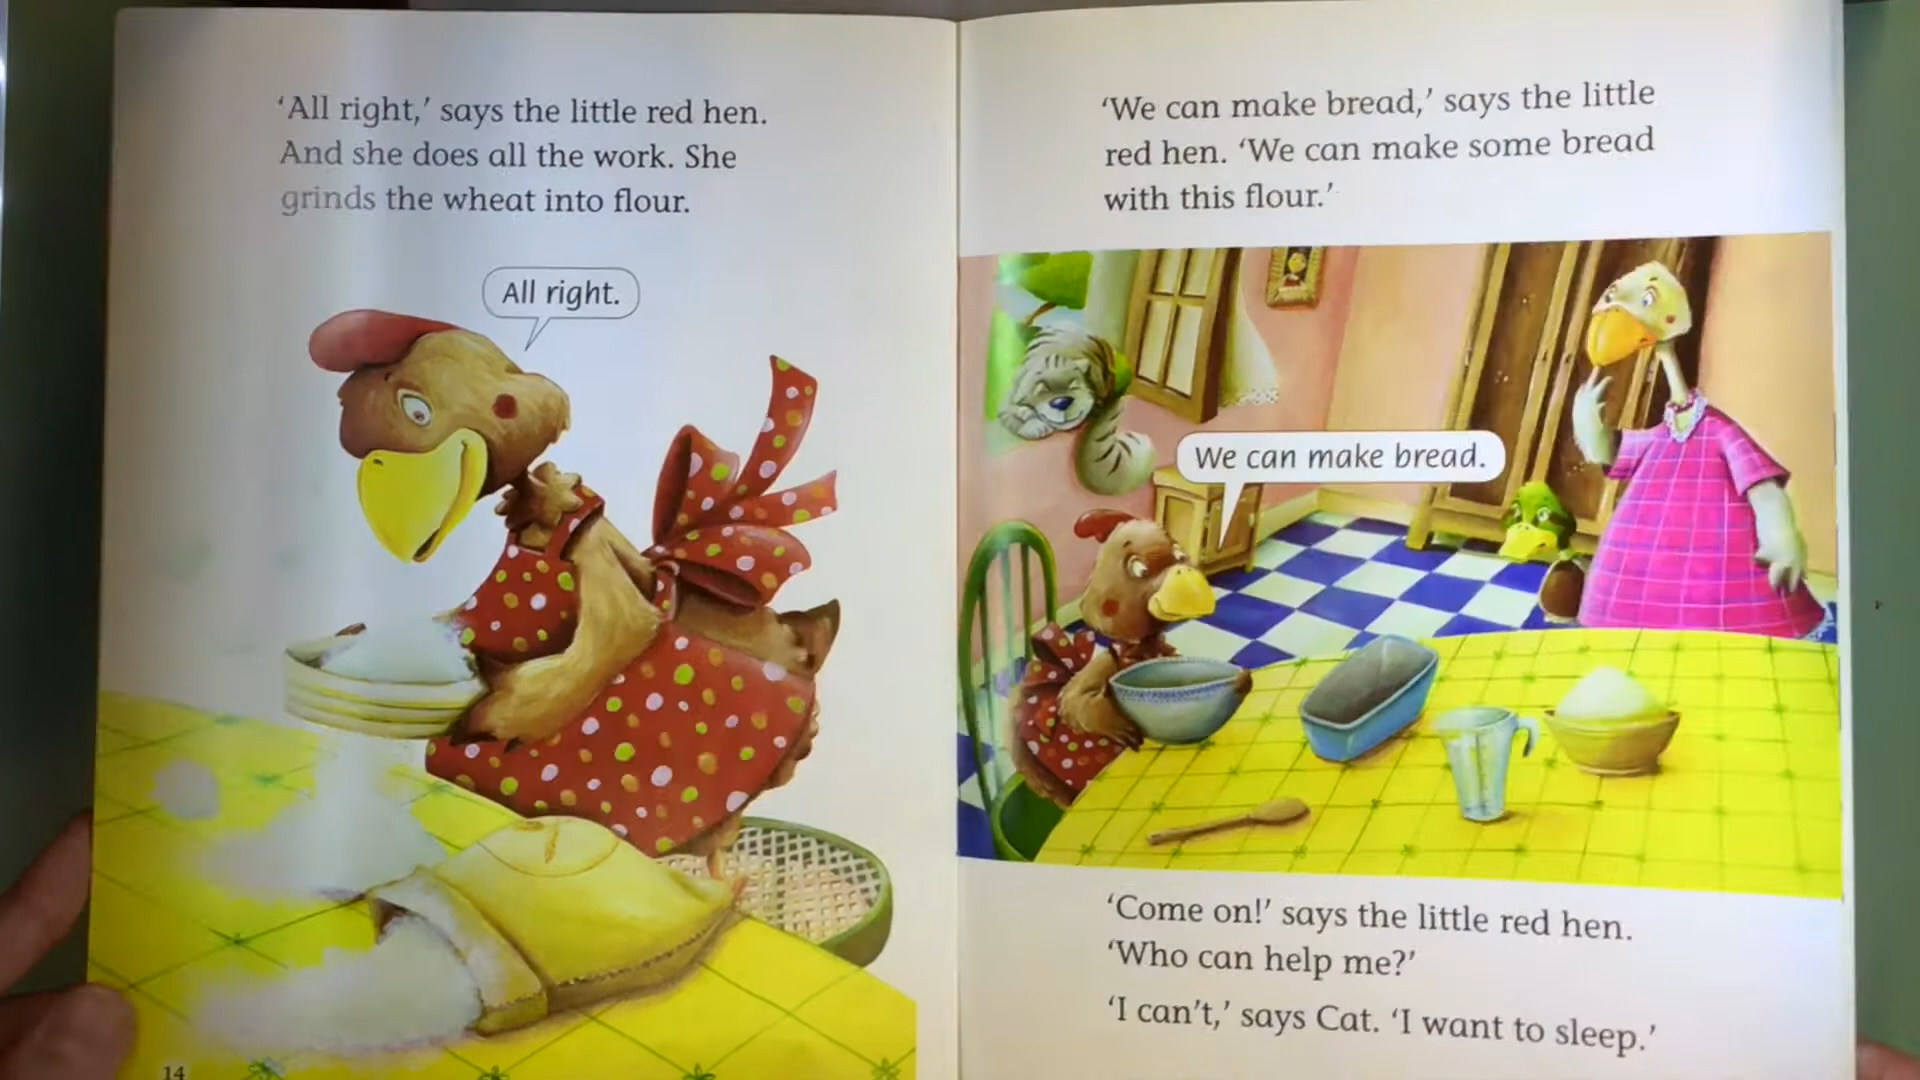 ‘All right,’ says the little red hen.
And she does all the work. She
grinds the wheat into flour.
All right.
14
‘We can make bread,’ says the little
red hen. ‘We can make some bread
with this flour.’
We can make bread.
‘Come on!’ says the little red hen.
‘Who can help me?’
‘I can’t,’ says Cat. ‘I want to sleep.’